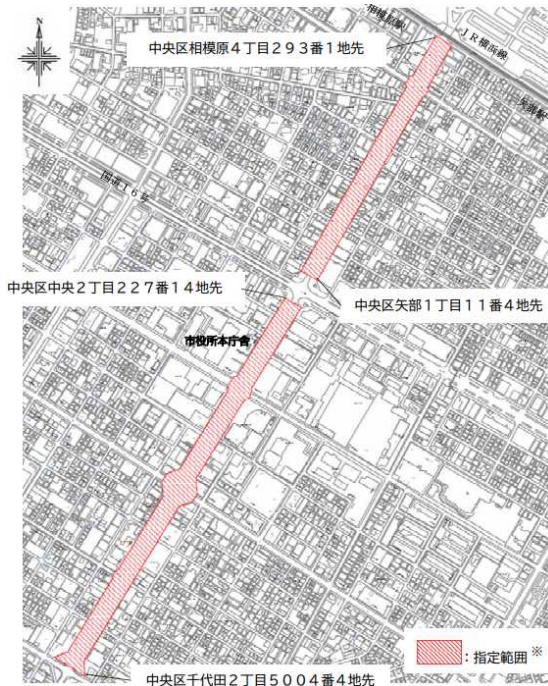 N
相模原駅
JR横浜線
矢部駅
中央区相模原4丁目293番1地先
国道16号
中央区中央2丁目227番14地先
中央区矢部1丁目11番4地先
市役所本庁舎
:指定範囲※
中央区千代田2丁目5004番4地先